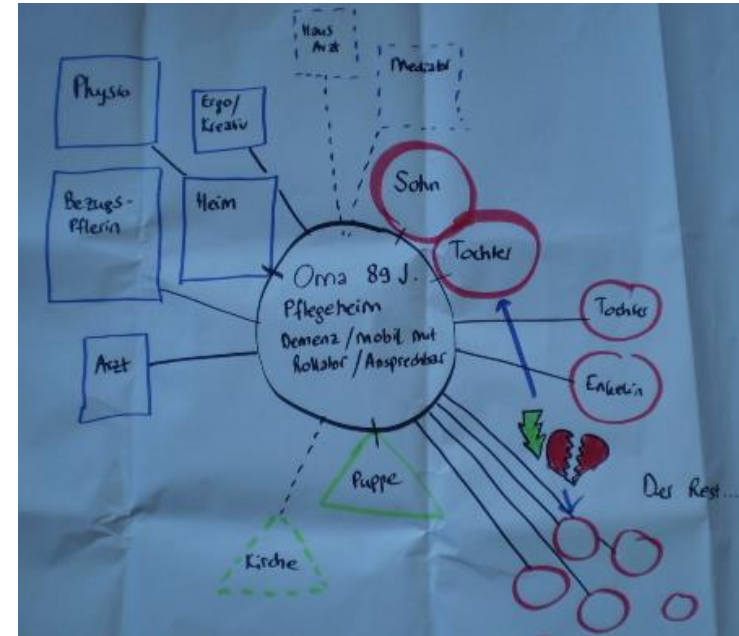 Haus
Arzt
Mediator
Physio
Ergo/
Kreativ
Sohn
Bezugs-
Pflerin
Heim
Tochter
Oma 89 J.
Pflegeheim
Demenz/mobil mit
Rollator/Ansprechbar
Tochter
Arzt
Enkelin
Puppe
Der Rest...
Kirche